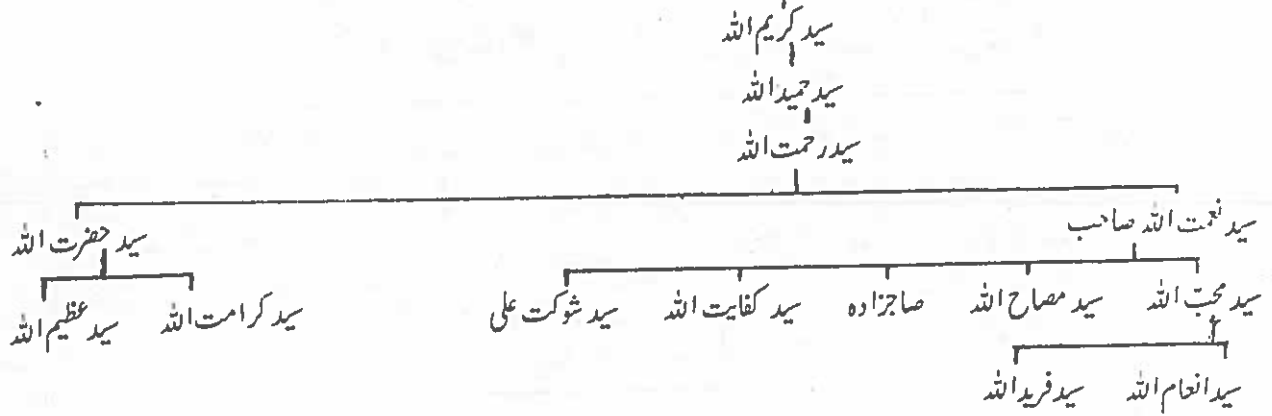 سید کریم اللہ
سید حمید اللہ
سید رحمت اللہ
سید نعمت اللہ صاحب
سید حضرت اللہ
سید محبّ اللہ
سید مصاح اللہ
صاجزادہ
سید کفایت اللہ
سید شوکت علی
سید کرامت اللہ
سید عظیم اللہ
سید انعام اللہ
سید فرید اللہ